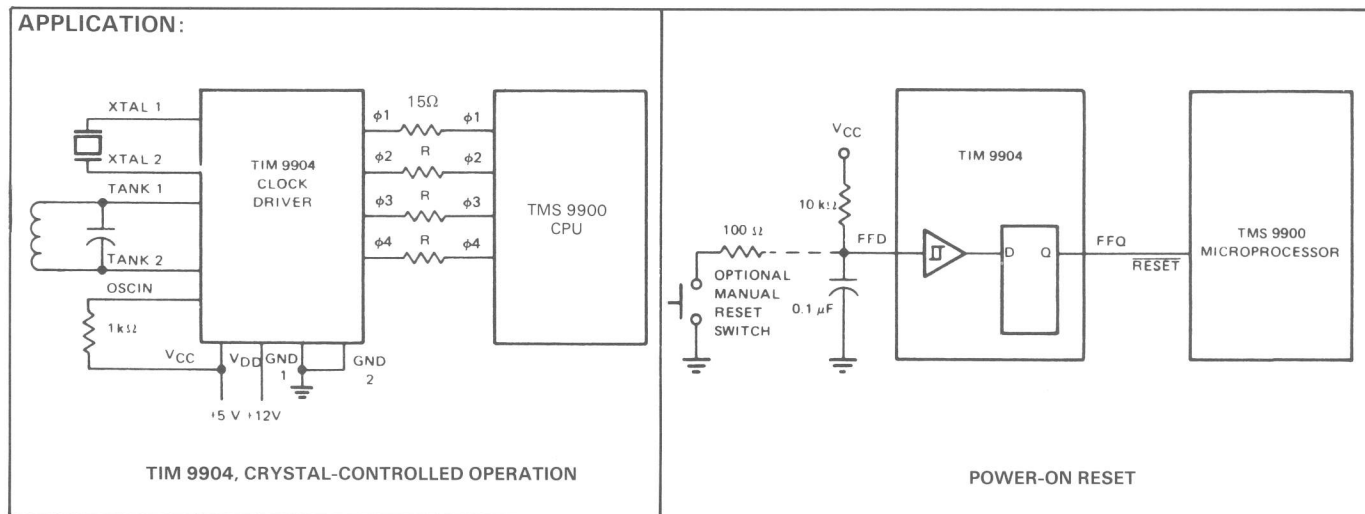 APPLICATION:
XTAL 1
XTAL 2
TANK 1
TANK 2
OSCIN
1 kΩ
VCC
VDD
GND
1
GND
2
+5 V
+12V
TIM 9904
CLOCK
DRIVER
ϕ1
15Ω
ϕ1
ϕ2
R
ϕ2
ϕ3
R
ϕ3
ϕ4
R
ϕ4
TMS 9900
CPU
TIM 9904, CRYSTAL-CONTROLLED OPERATION
VCC
10 kΩ
100 Ω
OPTIONAL
MANUAL
RESET
SWITCH
0.1 μF
FFD
TIM 9904
D
Q
FFQ
RESET
TMS 9900
MICROPROCESSOR
POWER-ON RESET